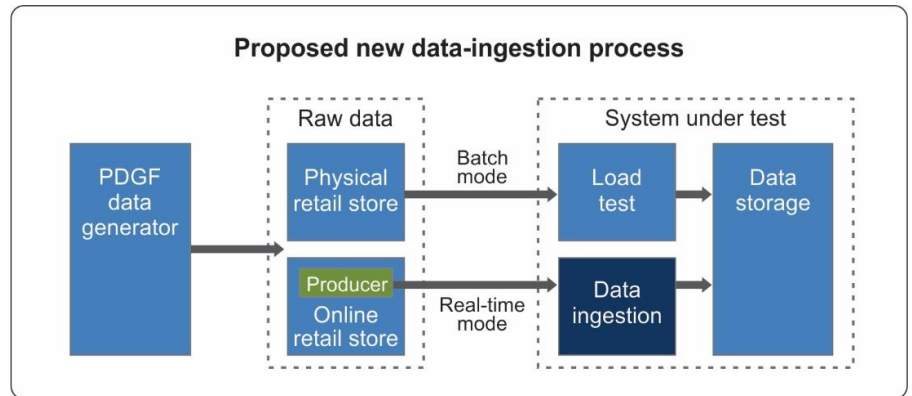 Proposed new data-ingestion process
PDGF
data
generator
Raw data
Physical
retail store
Producer
Online
retail store
Batch
mode
Real-time
mode
System under test
Load
test
Data
ingestion
Data
storage